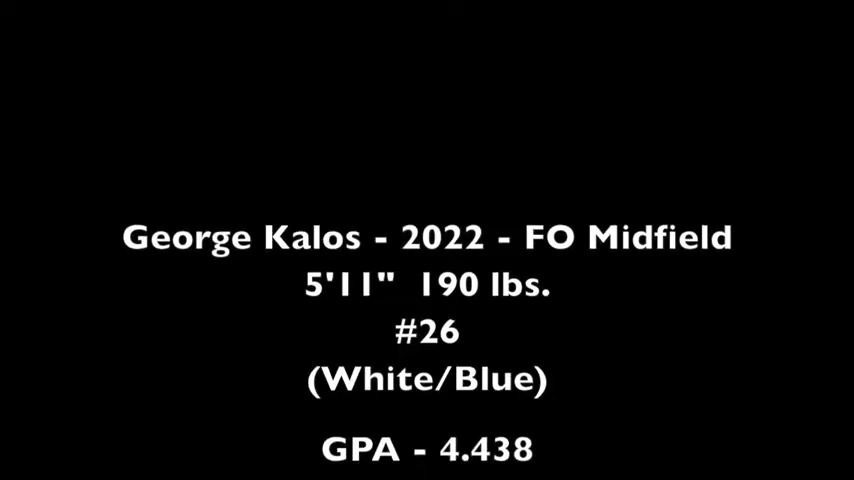 George Kalos - 2022 - FO Midfield
5'11" 190 lbs.
#26
(White/Blue)
GPA - 4.438